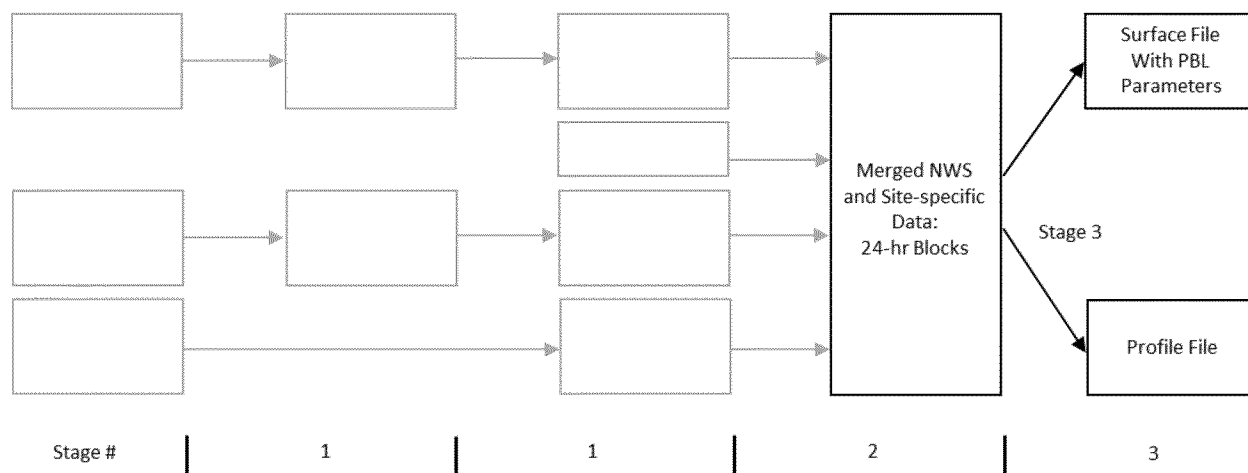 Surface File
With PBL
Parameters
Merged NWS
and Site-specific
Data:
24-hr Blocks
Stage 3
Profile File
Stage # 1 1 2 3